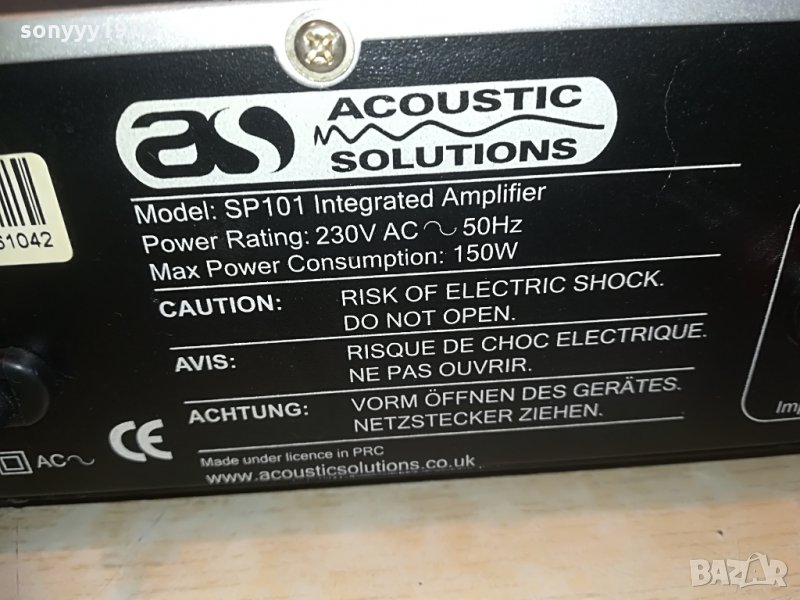 as ACOUSTIC SOLUTIONS
Model: SP101 Integrated Amplifier
Power Rating: 230V AC ~ 50Hz
Max Power Consumption: 150W
CAUTION: RISK OF ELECTRIC SHOCK.
DO NOT OPEN.
AVIS: RISQUE DE CHOC ELECTRIQUE.
NE PAS OUVRIR.
ACHTUNG: VORM ÖFFNEN DES GERÄTES.
NETZSTECKER ZIEHEN.
CE
AC~
Made under licence in PRC
www.acousticsolutions.co.uk
61042
BAZAR